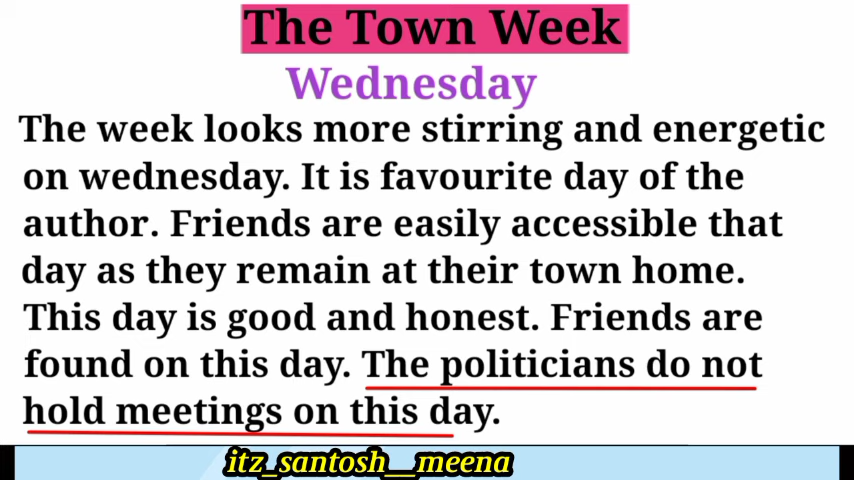 The Town Week
Wednesday
The week looks more stirring and energetic
on wednesday. It is favourite day of the
author. Friends are easily accessible that
day as they remain at their town home.
This day is good and honest. Friends are
found on this day. The politicians do not
hold meetings on this day.
itz_santosh__meena